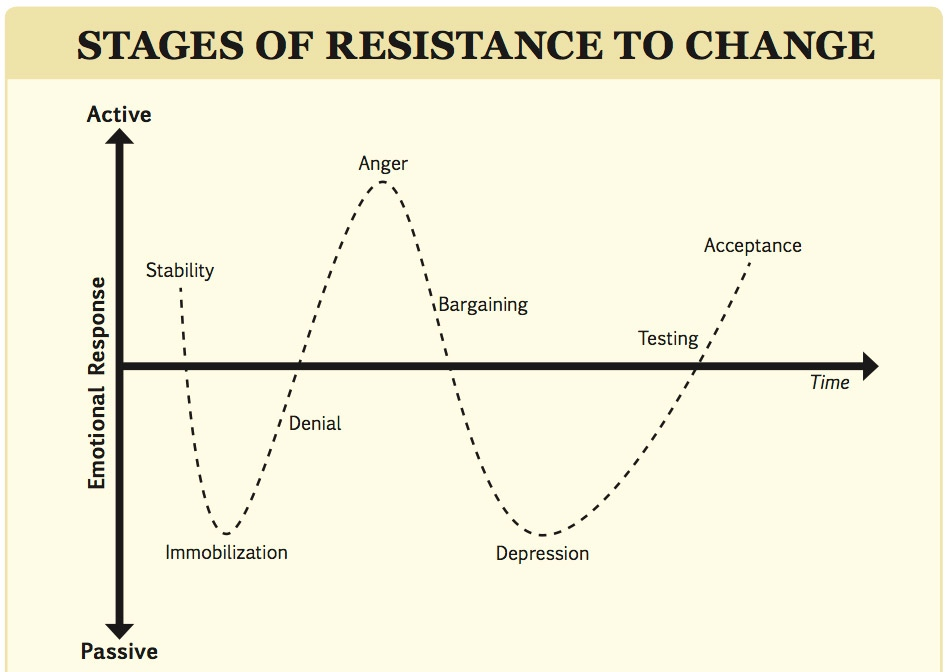 STAGES OF RESISTANCE TO CHANGE
Active
Emotional Response
Stability
Immobilization
Denial
Anger
Bargaining
Depression
Testing
Acceptance
Time
Passive